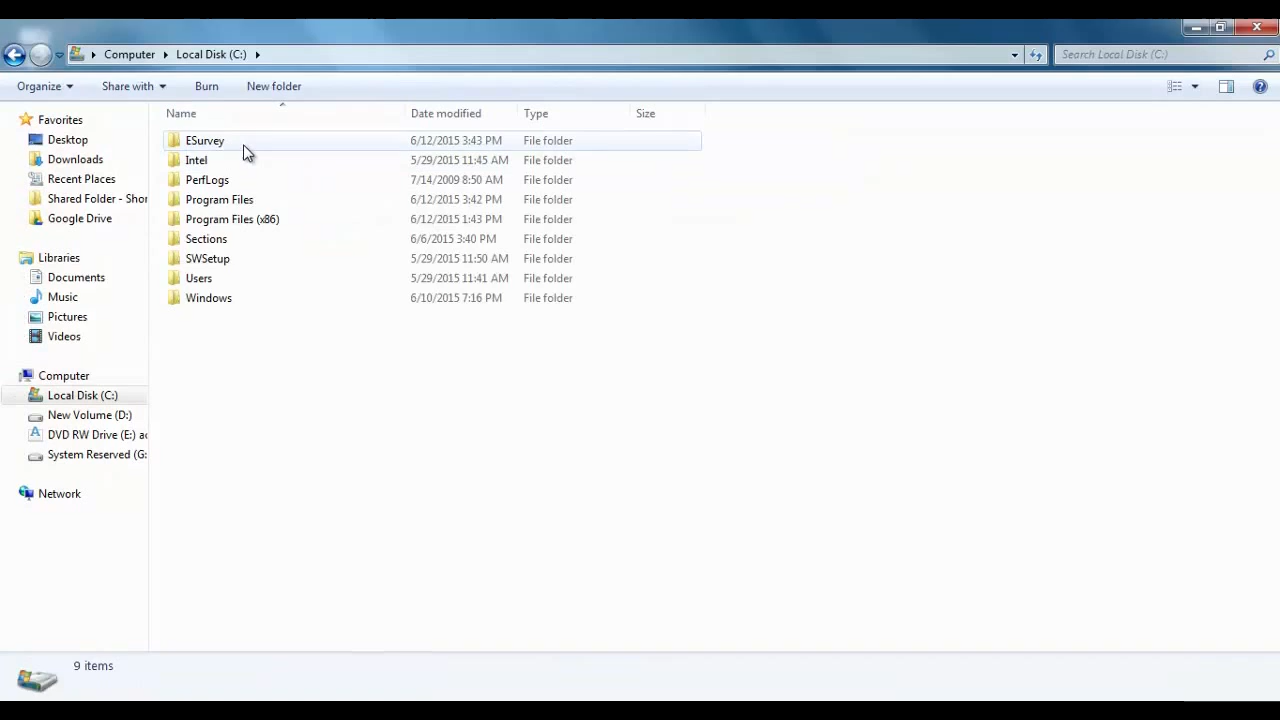 Computer Local Disk (C:) Search Local Disk (C:)
Organize Share with Burn New folder
Name Date modified Type Size
Favorites
Desktop
Downloads
Recent Places
Shared Folder - Shor
Google Drive
Libraries
Documents
Music
Pictures
Videos
Computer
Local Disk (C:)
New Volume (D:)
DVD RW Drive (E:) ac
System Reserved (G:
Network
ESurvey 6/12/2015 3:43 PM File folder
Intel 5/29/2015 11:45 AM File folder
PerfLogs 7/14/2009 8:50 AM File folder
Program Files 6/12/2015 3:42 PM File folder
Program Files (x86) 6/12/2015 1:43 PM File folder
Sections 6/6/2015 3:40 PM File folder
SWSetup 5/29/2015 11:50 AM File folder
Users 5/29/2015 11:41 AM File folder
Windows 6/10/2015 7:16 PM File folder
9 items